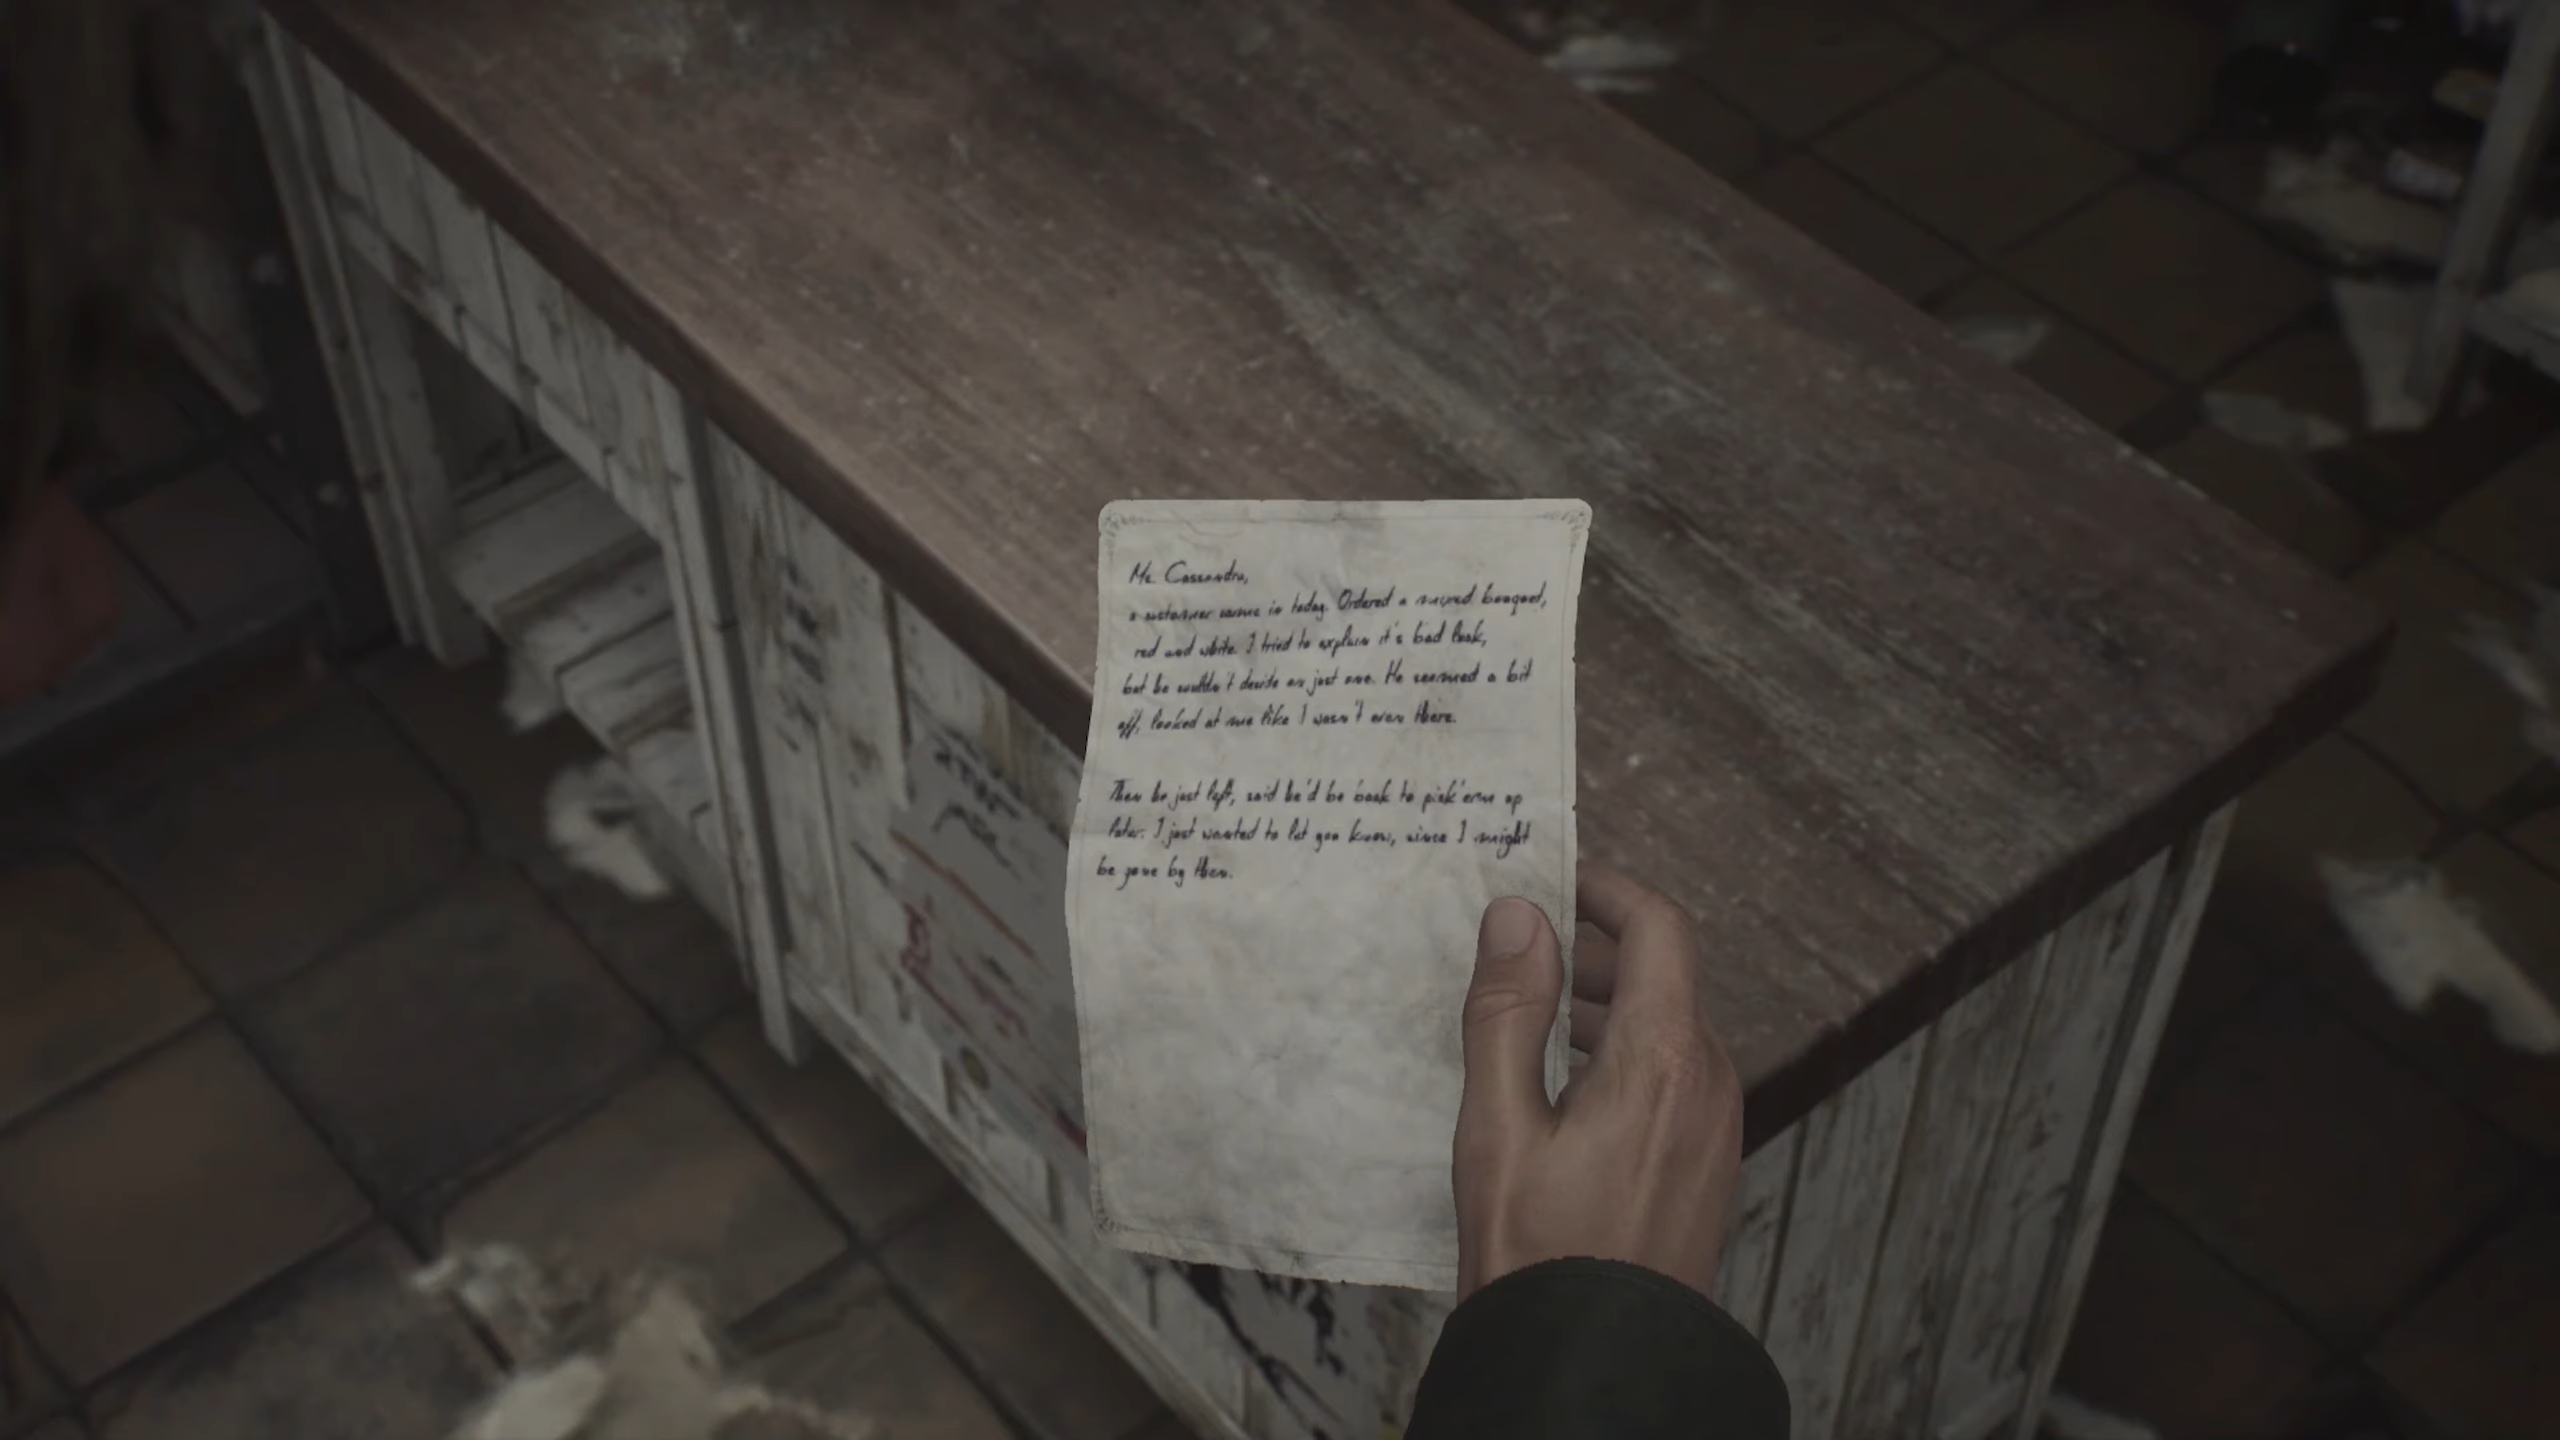 Ms. Cassandra,
a customer came in today. Ordered a mixed bouquet,
red and white. I tried to explain it's bad luck,
but he couldn't decide on just one. He seemed a bit
off, looked at me like I wasn't even there.
Then he just left, said he'd be back to pick'em up
later. I just wanted to let you know, since I might
be gone by then.